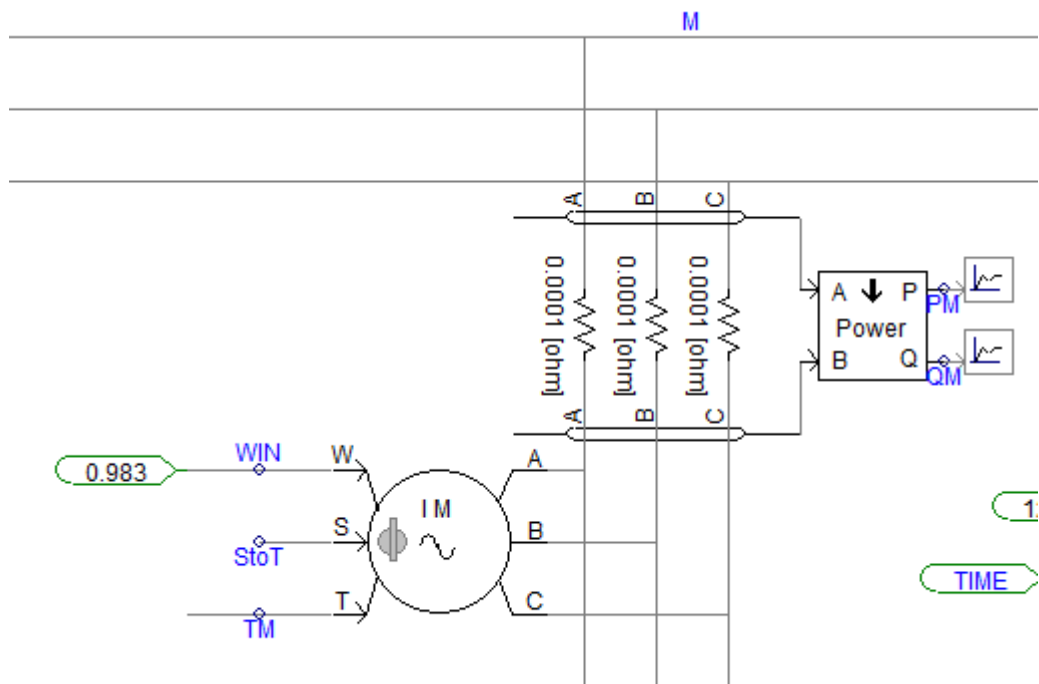 M
A
B
C
0.0001 [ohm]
0.0001 [ohm]
0.0001 [ohm]
A P
Power
B Q
PM
QM
A
B
C
0.983
WIN
W
A
I M
StoT
S
B
TIME
TM
T
C